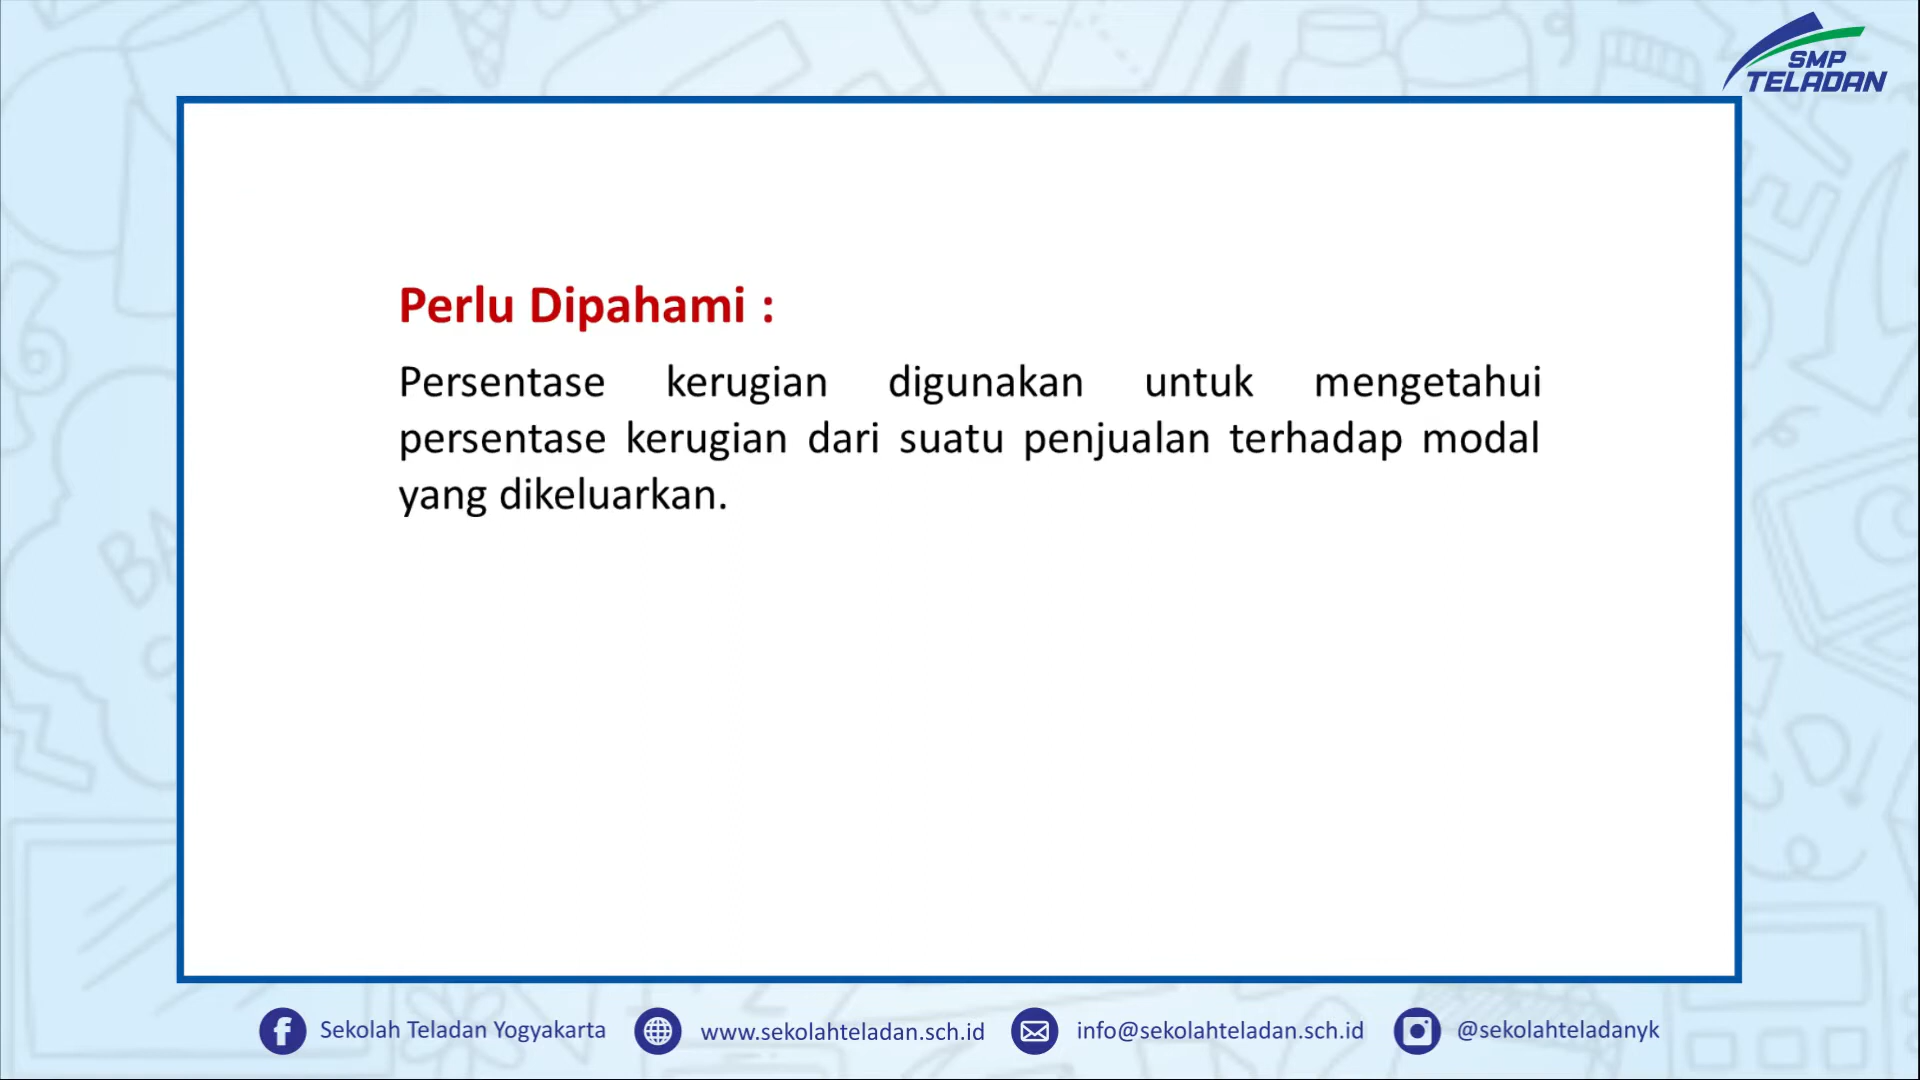 SMP
TELADAN
Perlu Dipahami :
Persentase kerugian digunakan untuk mengetahui
persentase kerugian dari suatu penjualan terhadap modal
yang dikeluarkan.
Sekolah Teladan Yogyakarta
www.sekolahteladan.sch.id
info@sekolahteladan.sch.id
@sekolahteladanyk